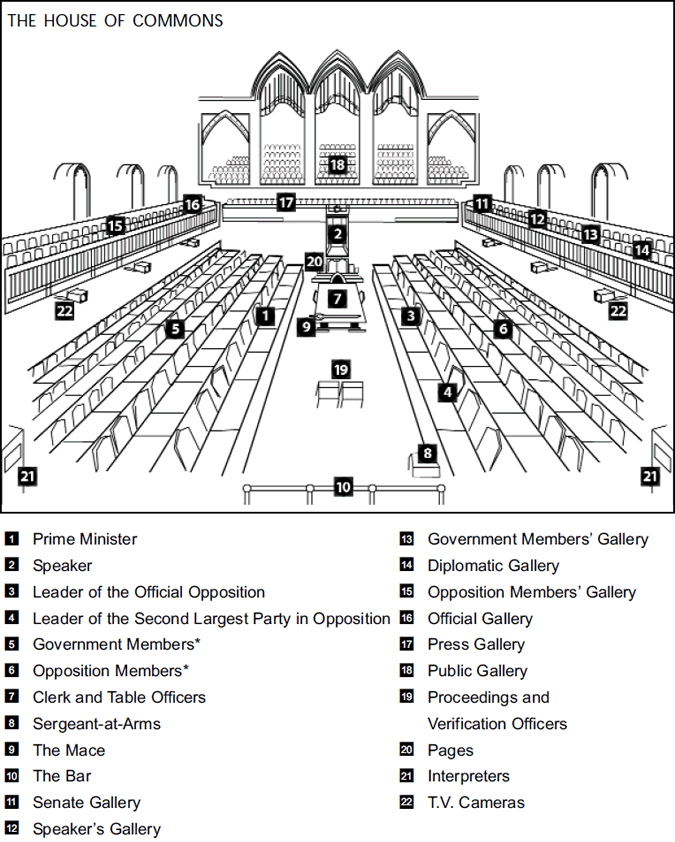 THE HOUSE OF COMMONS
18
17
16
11
15
12
2
13
14
20
22
7
22
5
1
9
3
6
19
4
8
21
10
21
1 Prime Minister
2 Speaker
3 Leader of the Official Opposition
4 Leader of the Second Largest Party in Opposition
5 Government Members*
6 Opposition Members*
7 Clerk and Table Officers
8 Sergeant-at-Arms
9 The Mace
10 The Bar
11 Senate Gallery
12 Speaker's Gallery
13 Government Members' Gallery
14 Diplomatic Gallery
15 Opposition Members' Gallery
16 Official Gallery
17 Press Gallery
18 Public Gallery
19 Proceedings and
Verification Officers
20 Pages
21 Interpreters
22 T.V. Cameras